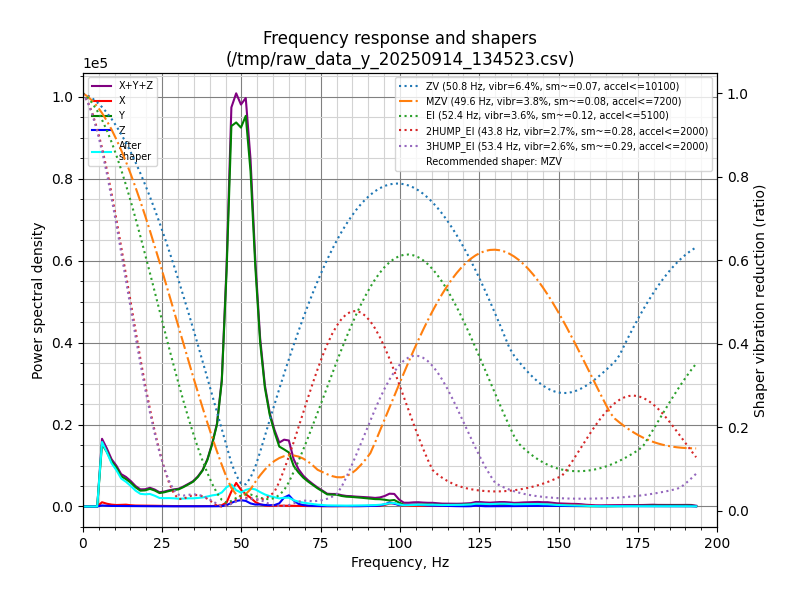 Frequency response and shapers
(/tmp/raw_data_y_20250914_134523.csv)
1e5
X+Y+Z
X
Y
Z
After
shaper
ZV (50.8 Hz, vibr=6.4%, sm~=0.07, accel<=10100)
MZV (49.6 Hz, vibr=3.8%, sm~=0.08, accel<=7200)
EI (52.4 Hz, vibr=3.6%, sm~=0.12, accel<=5100)
2HUMP_EI (43.8 Hz, vibr=2.7%, sm~=0.28, accel<=2000)
3HUMP_EI (53.4 Hz, vibr=2.6%, sm~=0.29, accel<=2000)
Recommended shaper: MZV
Power spectral density
1.0
0.8
0.6
0.4
0.2
0.0
0 25 50 75 100 125 150 175 200
Frequency, Hz
1.0
0.8
0.6
0.4
0.2
0.0
Shaper vibration reduction (ratio)